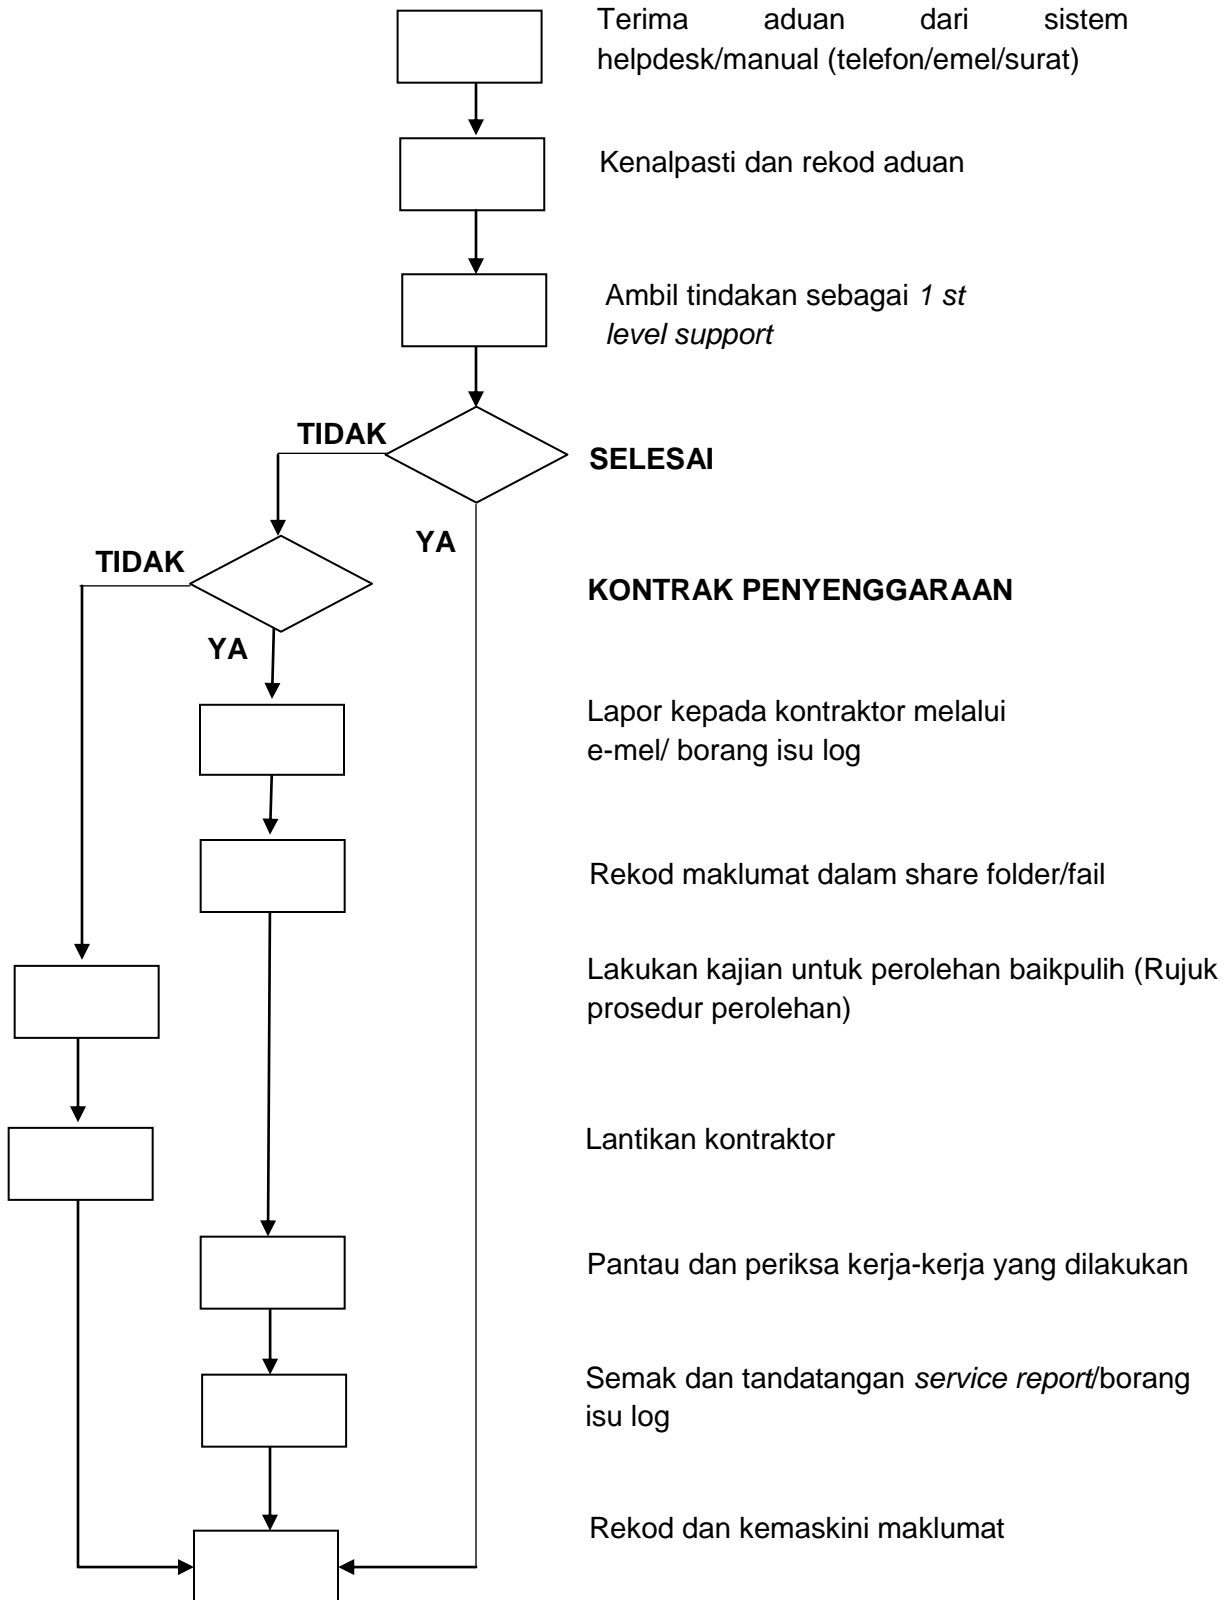 Terima aduan dari sistem
helpdesk/manual (telefon/emel/surat)
Kenalpasti dan rekod aduan
Ambil tindakan sebagai 1 st
level support
TIDAK
SELESAI
YA
TIDAK
KONTRAK PENYENGGARAAN
YA
Lapor kepada kontraktor melalui
e-mel/ borang isu log
Rekod maklumat dalam share folder/fail
Lakukan kajian untuk perolehan baikpulih (Rujuk
prosedur perolehan)
Lantikan kontraktor
Pantau dan periksa kerja-kerja yang dilakukan
Semak dan tandatangan service report/borang
isu log
Rekod dan kemaskini maklumat